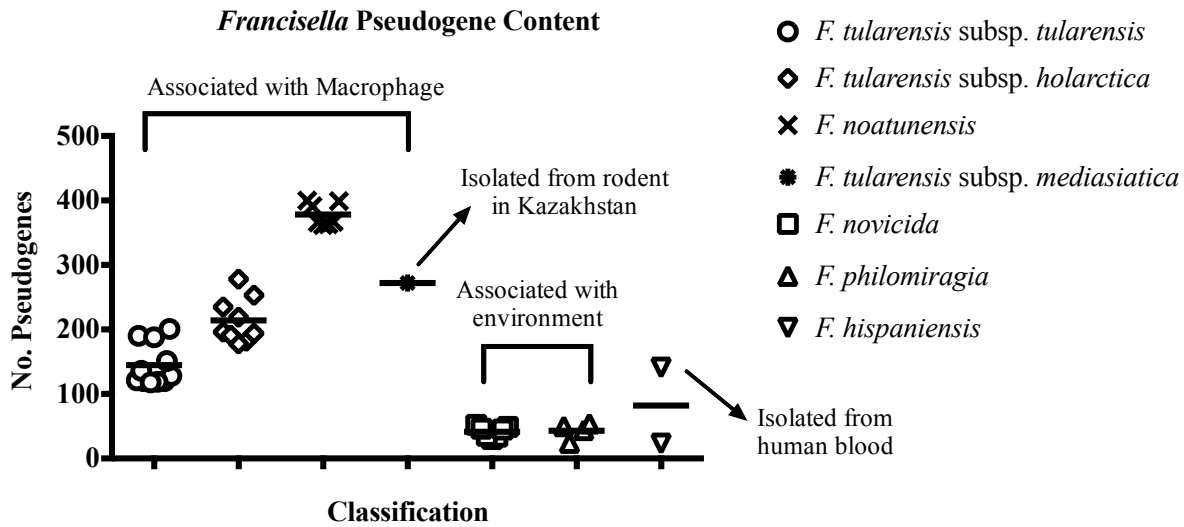 Francisella Pseudogene Content
Associated with Macrophage
No. Pseudogenes
500
400
300
200
100
0
Isolated from rodent
in Kazakhstan
Associated with
environment
Isolated from
human blood
Classification
F. tularensis subsp. tularensis
F. tularensis subsp. holarctica
F. noatunensis
F. tularensis subsp. mediasiatica
F. novicida
F. philomiragia
F. hispaniensis